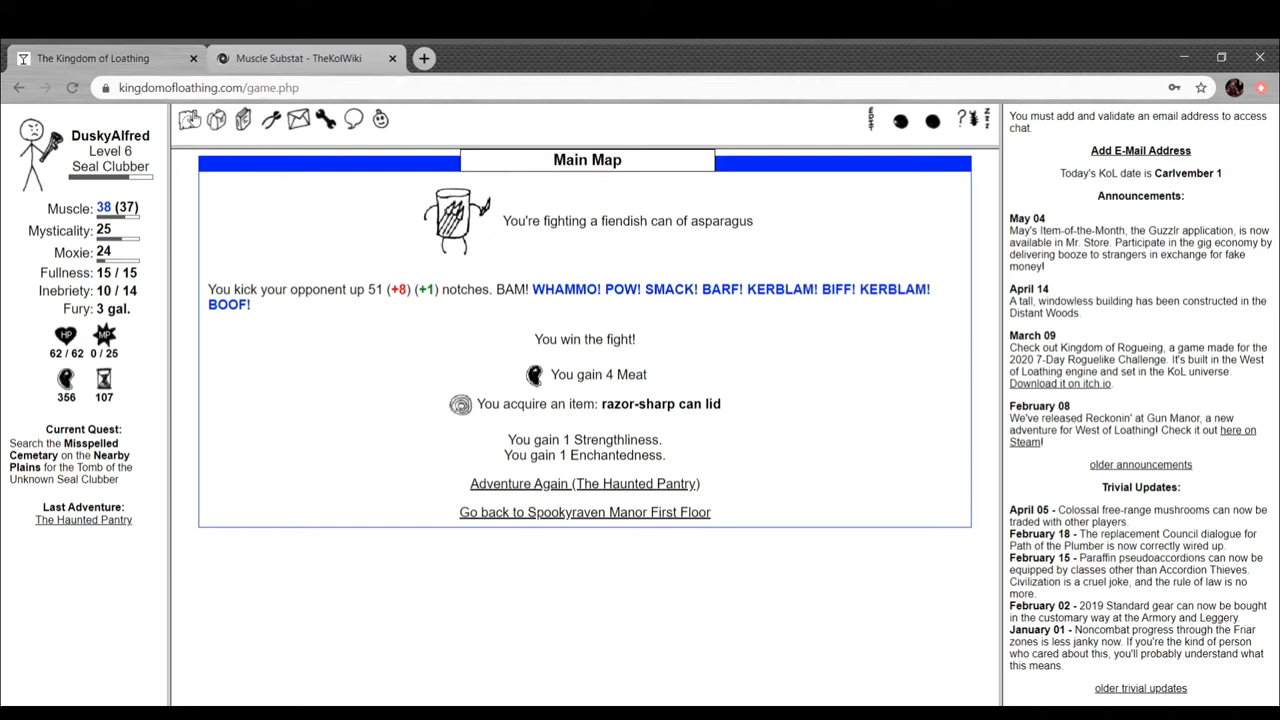 The Kingdom of Loathing
Muscle Substat - TheKolWiki
kingdomofloathing.com/game.php
DuskyAlfred
Level 6
Seal Clubber
Muscle: 38 (37)
Mysticality: 25
Moxie: 24
Fullness: 15 / 15
Inebriety: 10 / 14
Fury: 3 gal.
HP MP
62 / 62 0 / 25
356 107
Current Quest:
Search the Misspelled
Cemetary on the Nearby
Plains for the Tomb of the
Unknown Seal Clubber
Last Adventure:
The Haunted Pantry
Main Map
You're fighting a fiendish can of asparagus
You kick your opponent up 51 (+8) (+1) notches. BAM! WHAMMO! POW! SMACK! BARF! KERBLAM! BIFF! KERBLAM!
BOOF!
You win the fight!
You gain 4 Meat
You acquire an item: razor-sharp can lid
You gain 1 Strengthliness.
You gain 1 Enchantedness.
Adventure Again (The Haunted Pantry)
Go back to Spookyraven Manor First Floor
You must add and validate an email address to access
chat.
Add E-Mail Address
Today's KoL date is Carlvember 1
Announcements:
May 04
May's Item-of-the-Month, the Guzzlr application, is now
available in Mr. Store. Participate in the gig economy by
delivering booze to strangers in exchange for fake
money!
April 14
A tall, windowless building has been constructed in the
Distant Woods.
March 09
Check out Kingdom of Rogueing, a game made for the
2020 7-Day Roguelike Challenge. It's built in the West
of Loathing engine and set in the KoL universe.
Download it on itch.io.
February 08
We've released Reckonin' at Gun Manor, a new
adventure for West of Loathing! Check it out here on
Steam!
older announcements
Trivial Updates:
April 05 - Colossal free-range mushrooms can now be
traded with other players.
February 18 - The replacement Council dialogue for
Path of the Plumber is now correctly wired up.
February 15 - Paraffin pseudoaccordions can now be
equipped by classes other than Accordion Thieves.
Civilization is a cruel joke, and the rule of law is no
more.
February 02 - 2019 Standard gear can now be bought
in the customary way at the Armory and Leggery.
January 01 - Noncombat progress through the Friar
zones is less janky now. If you're the kind of person
who cared about this, you'll probably understand what
this means.
older trivial updates